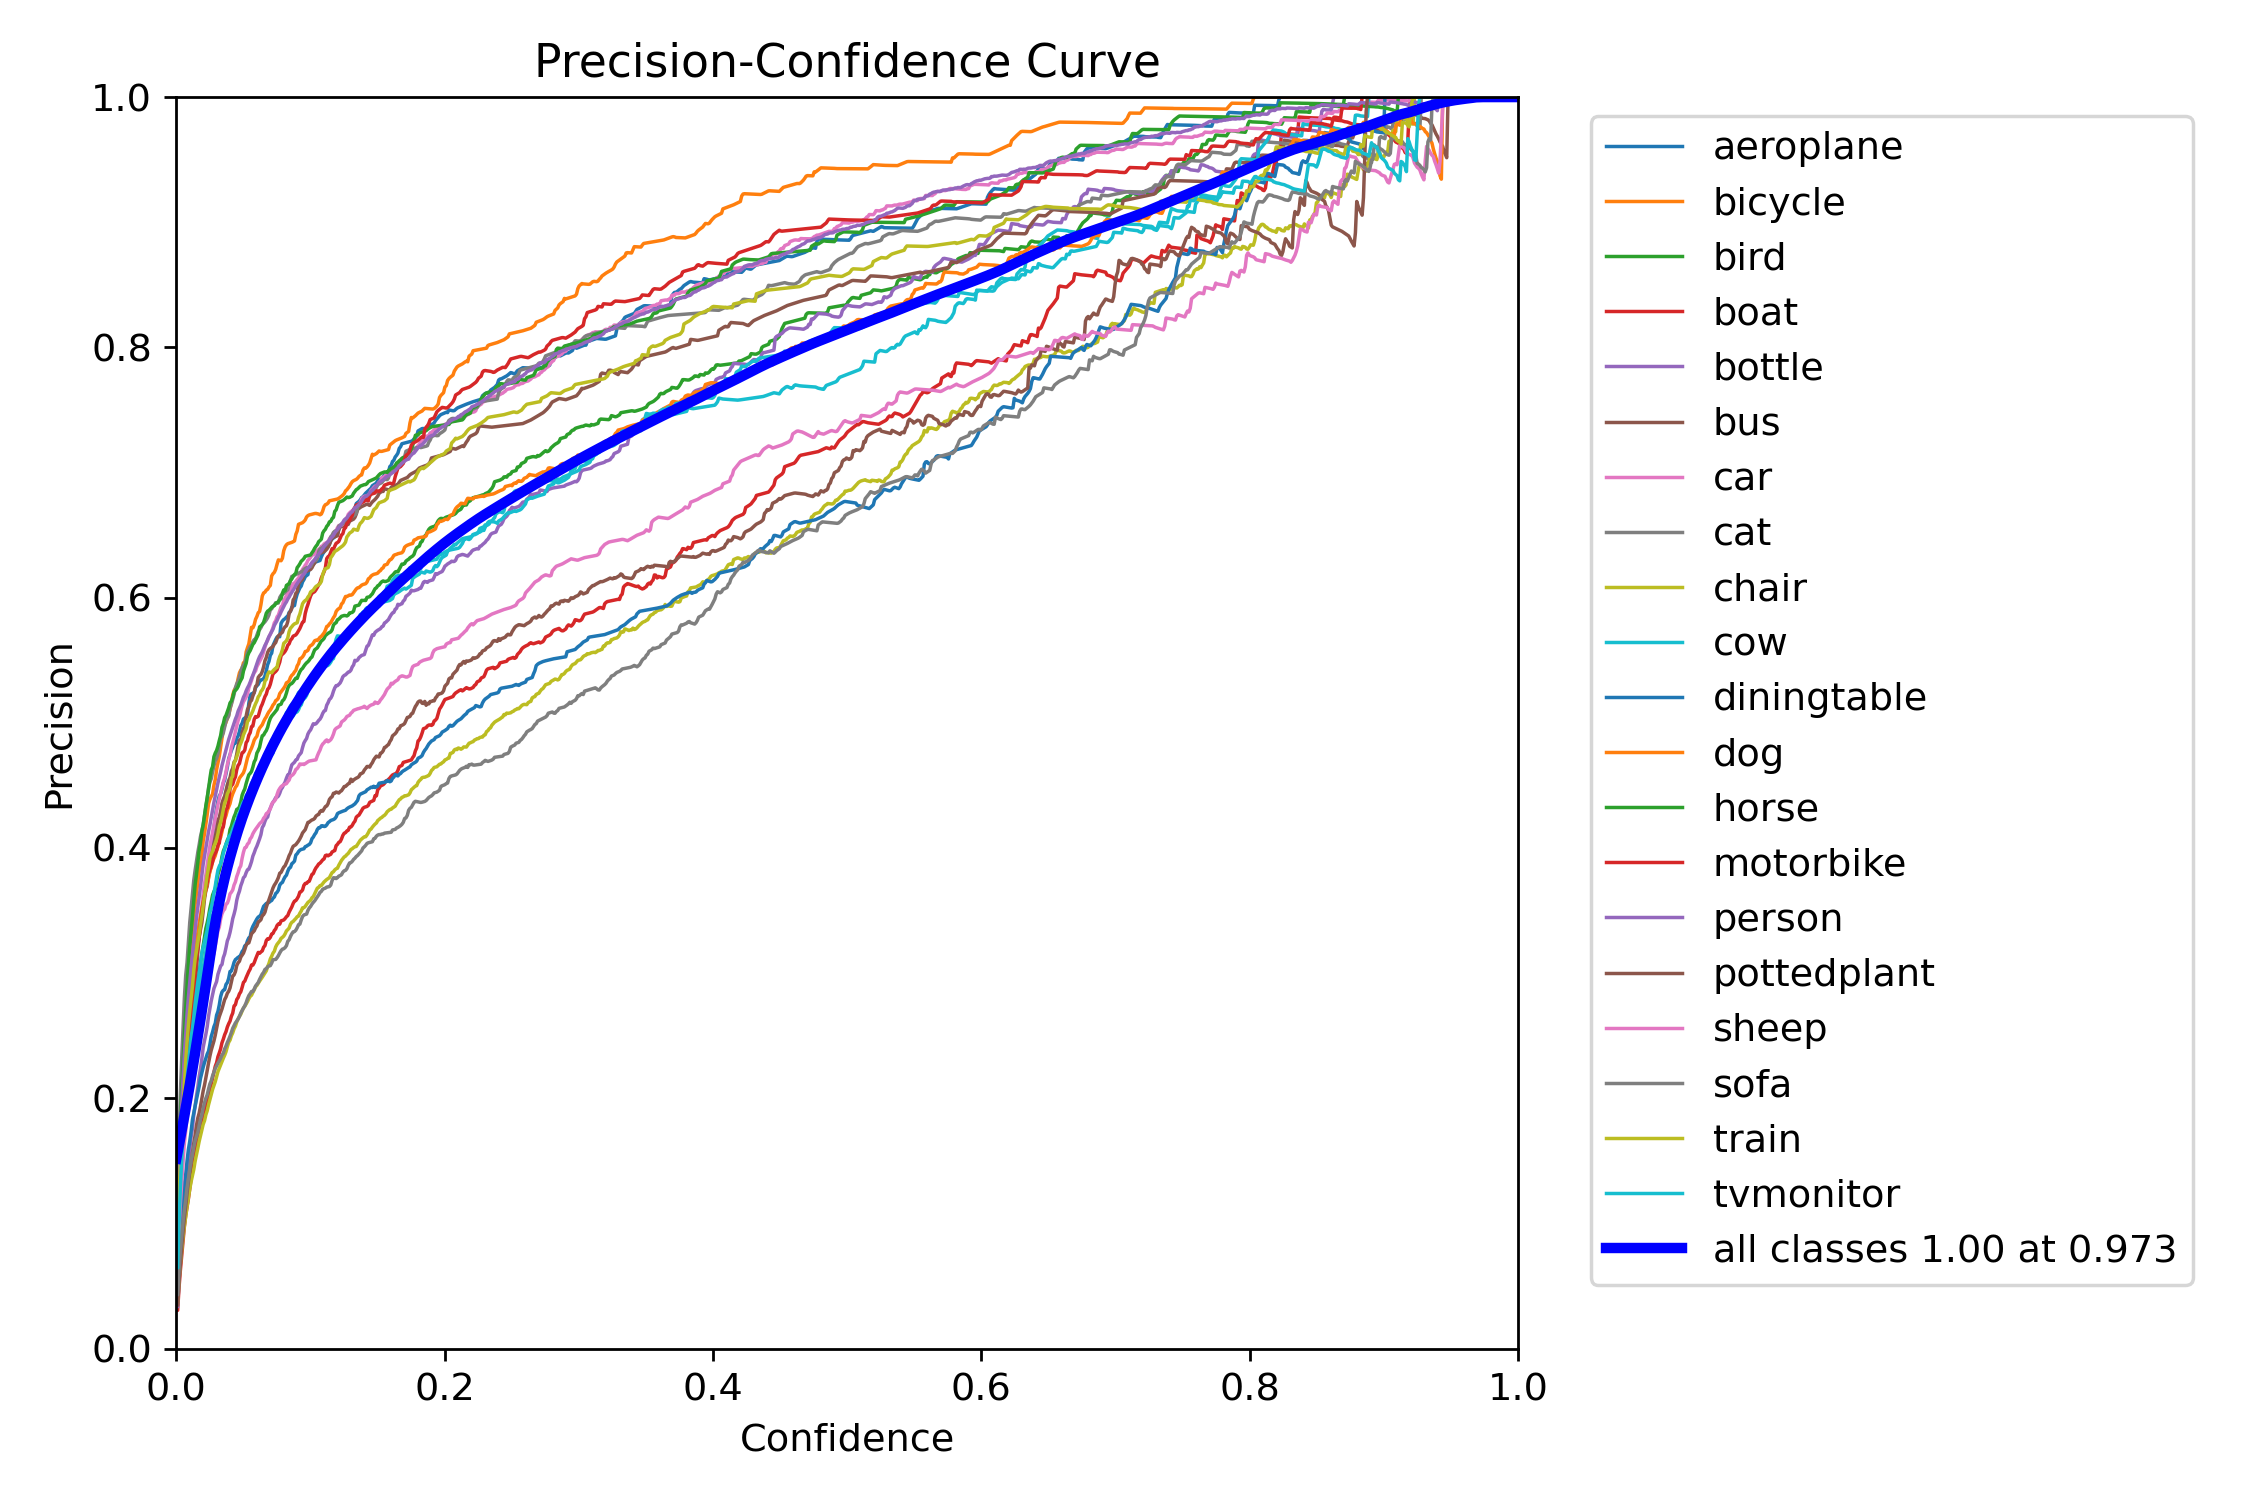 Precision-Confidence Curve
1.0
0.8
0.6
0.4
0.2
0.0
Precision
0.0 0.2 0.4 0.6 0.8 1.0
Confidence
aeroplane
bicycle
bird
boat
bottle
bus
car
cat
chair
cow
diningtable
dog
horse
motorbike
person
pottedplant
sheep
sofa
train
tvmonitor
all classes 1.00 at 0.973